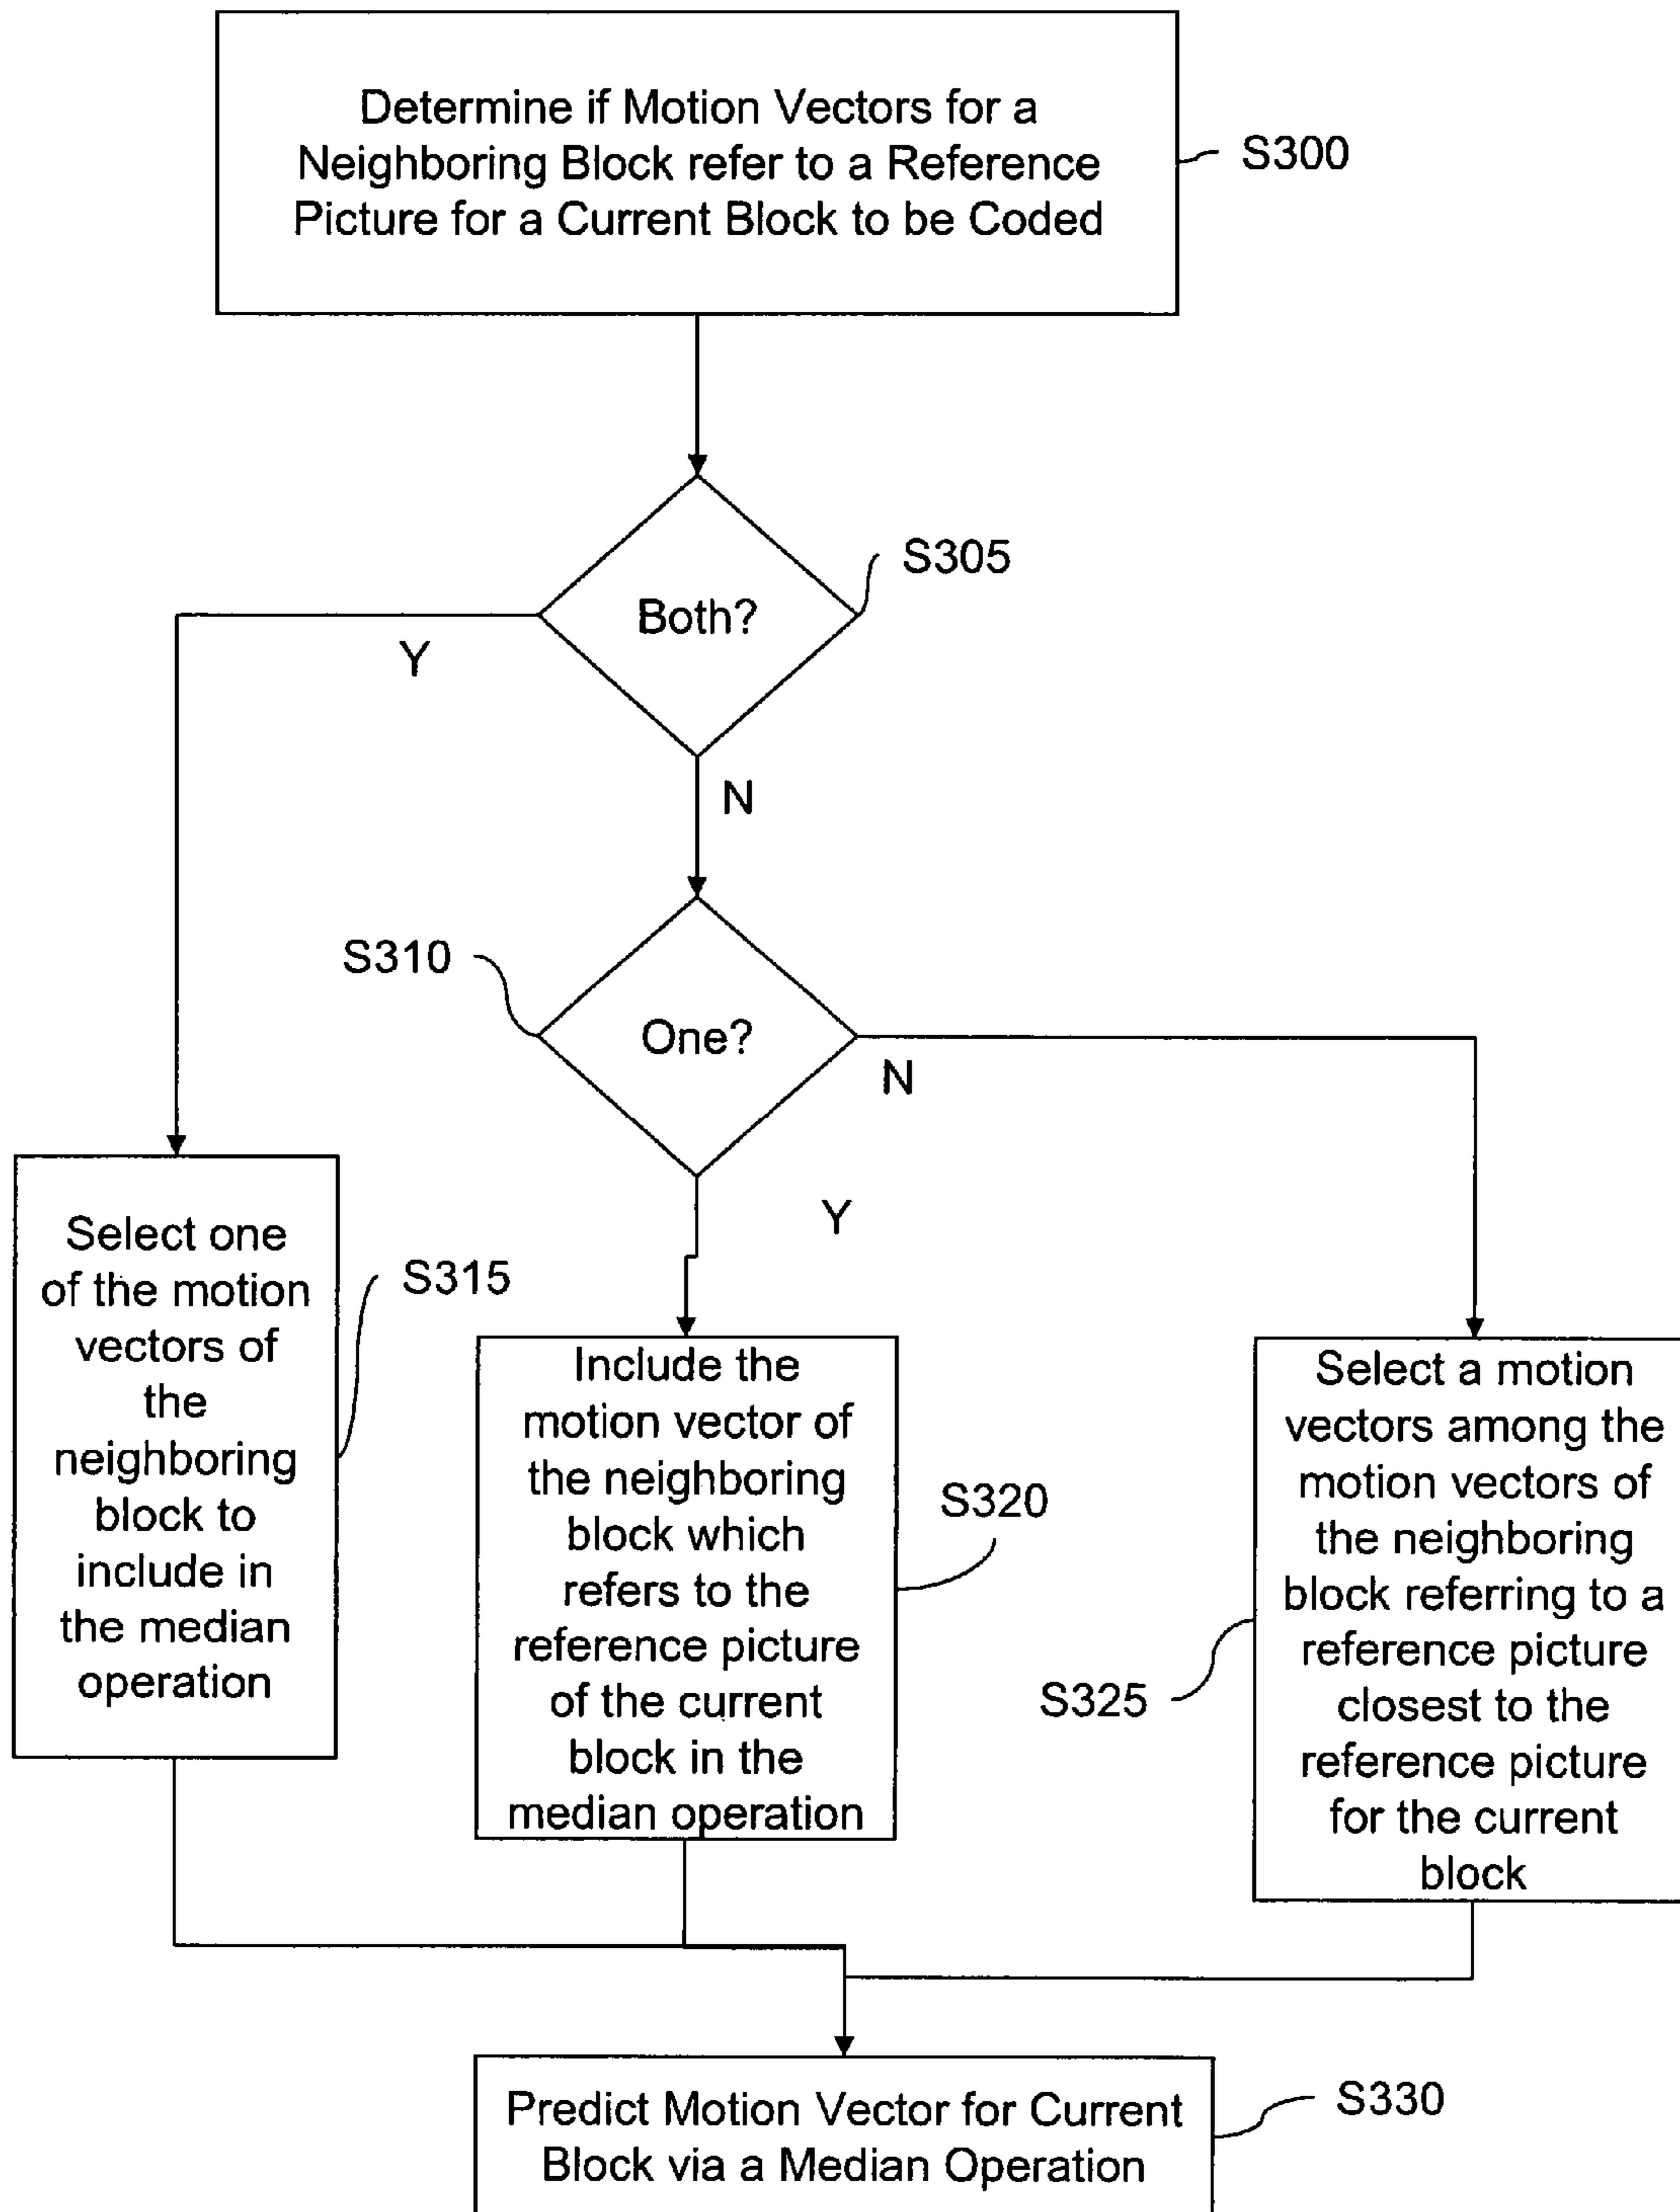 Determine if Motion Vectors for a
Neighboring Block refer to a Reference
Picture for a Current Block to be Coded
S300
S305
Both?
Y
N
S310
One?
N
Y
Select one
of the motion
vectors of
the
neighboring
block to
include in
the median
operation
S315
Include the
motion vector of
the neighboring
block which
refers to the
reference picture
of the current
block in the
median operation
S320
Select a motion
vectors among the
motion vectors of
the neighboring
block referring to a
reference picture
closest to the
reference picture
for the current
block
S325
Predict Motion Vector for Current
Block via a Median Operation
S330